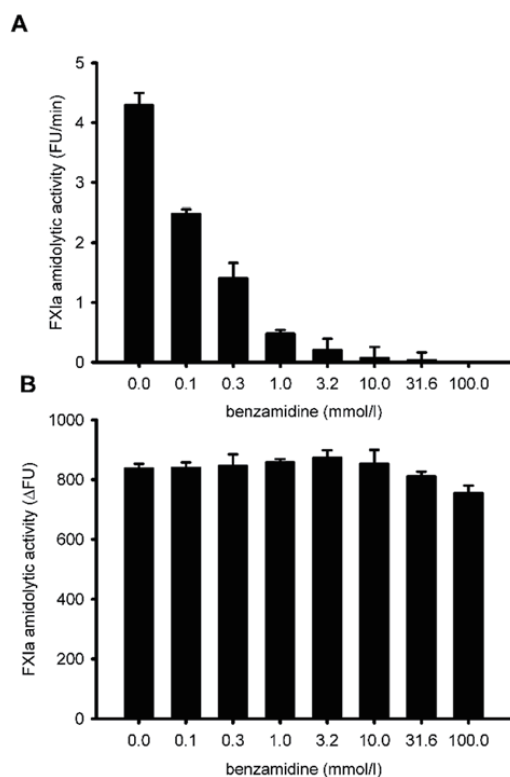 A
FXIa amidolytic activity (FU/min)
5
4
3
2
1
0
0.0 0.1 0.3 1.0 3.2 10.0 31.6 100.0
benzamidine (mmol/l)
B
FXIa amidolytic activity (ΔFU)
1000
800
600
400
200
0
0.0 0.1 0.3 1.0 3.2 10.0 31.6 100.0
benzamidine (mmol/l)